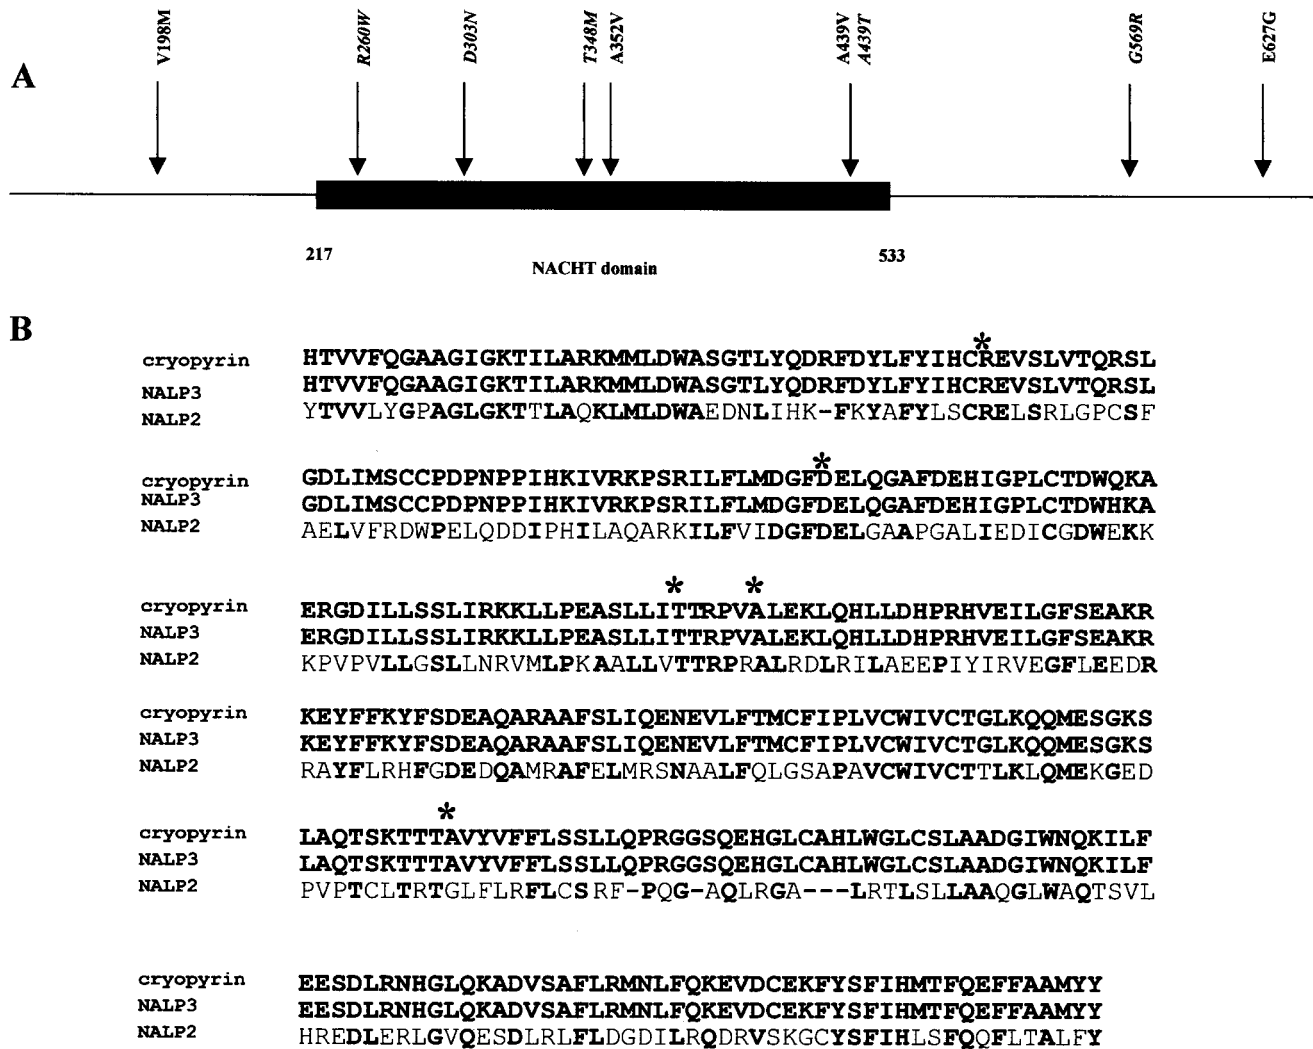 A
V198M
R260W
D303N
T348M
A352V
A439V
A439T
G569R
E627G
217
NACHT domain
533
B
*
cryopyrin HTVVFQGAAGIGKTILARKMMLDWASGTLYQDRFDYLFYIHCREVSLVTQRSL
NALP3 HTVVFQGAAGIGKTILARKMMLDWASGTLYQDRFDYLFYIHCREVSLVTQRSL
NALP2 YTVVLYGPAGLGKTTLAQKLMLDWAEDNLIHK-FKYAFYLSCRELSRLGPCSF
*
cryopyrin GDLIMSCCPDPNPPIHKIVRKPSRILFLMDGFDELQGAFDEHIGPLCTDWQKA
NALP3 GDLIMSCCPDPNPPIHKIVRKPSRILFLMDGFDELQGAFDEHIGPLCTDWHKA
NALP2 AELVFRDWPELQDDIPHILAQARKILFVIDGFDELGAAPGALIEDICGDWEKK
* *
cryopyrin ERGDILLSSLIRKKLLPEASLLITTRPVALEKLQHLLDHPRHVEILGFSEAKR
NALP3 ERGDILLSSLIRKKLLPEASLLITTRPVALEKLQHLLDHPRHVEILGFSEAKR
NALP2 KPVPVLLGSLLNRVMLPKAALLVTTRPRALRDLRILAEEPIYIRVEGFLEEDR
cryopyrin KEYFFKYFSDEAQARAAFSLIQENEVLFTMCFIPLVCWIVCTGLKQQMESGKS
NALP3 KEYFFKYFSDEAQARAAFSLIQENEVLFTMCFIPLVCWIVCTGLKQQMESGKS
NALP2 RAYFLRHFGDEDQAMRAFELMRSNAALFQLGSAPAVCWIVCTTLKLQMEKGED
*
cryopyrin LAQTSKTTTAVYVFFLSSLLQPRGGSQEHGLCAHLWGLCSLAADGIWNQKILF
NALP3 LAQTSKTTTAVYVFFLSSLLQPRGGSQEHGLCAHLWGLCSLAADGIWNQKILF
NALP2 PVPTCLTRTGLFLRFLCSRF-PQG-AQLRGA---LRTLSLLAAQGLWAQTSVL
cryopyrin EESDLRNHGLQKADVSAFLRMNLFQKEVDCEKFYSFIHMTFQEFFAAMYY
NALP3 EESDLRNHGLQKADVSAFLRMNLFQKEVDCEKFYSFIHMTFQEFFAAMYY
NALP2 HREDLERLGVQESDLRLFLDGDILRQDRVSKGCYSFIHLSFQQFLTALFY